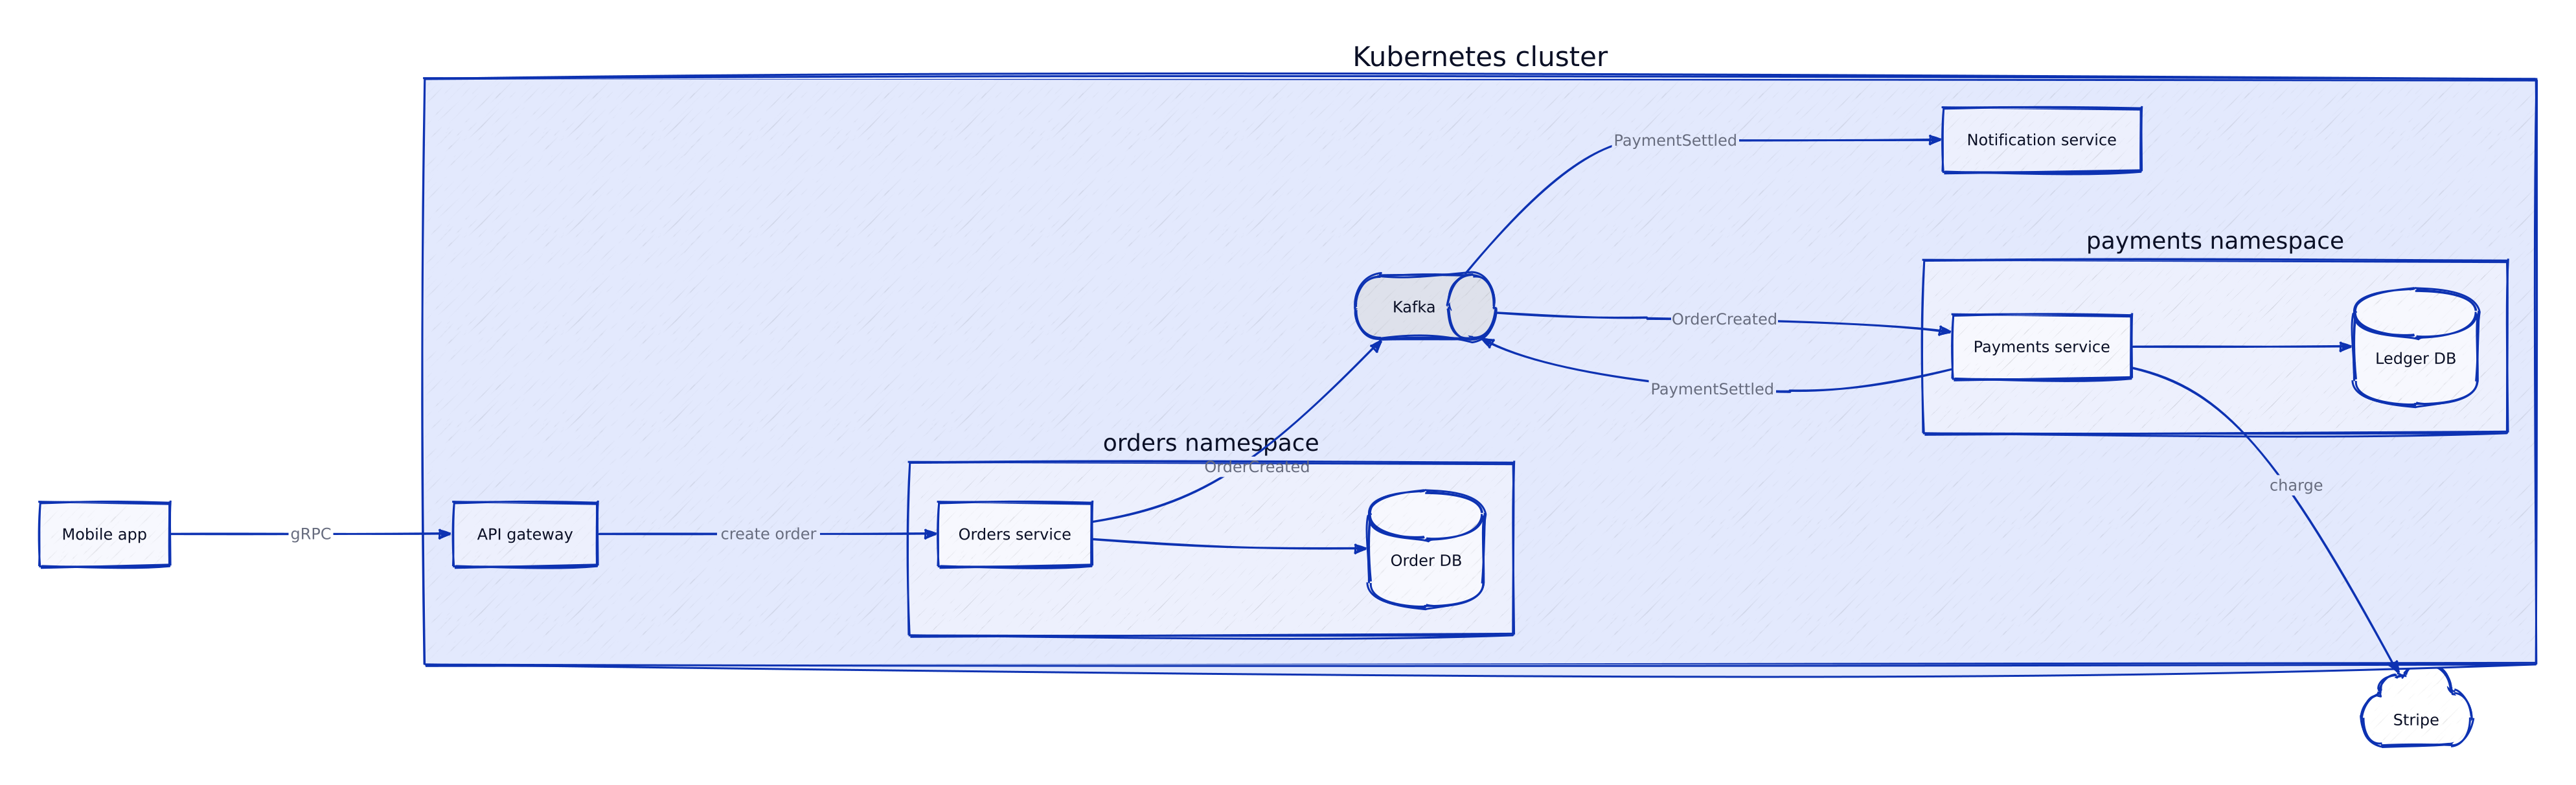 Kubernetes cluster
PaymentSettled
Notification service
payments namespace
Kafka
OrderCreated
Payments service
Ledger DB
PaymentSettled
orders namespace
OrderCreated
charge
Mobile app
gRPC
API gateway
create order
Orders service
Order DB
Stripe